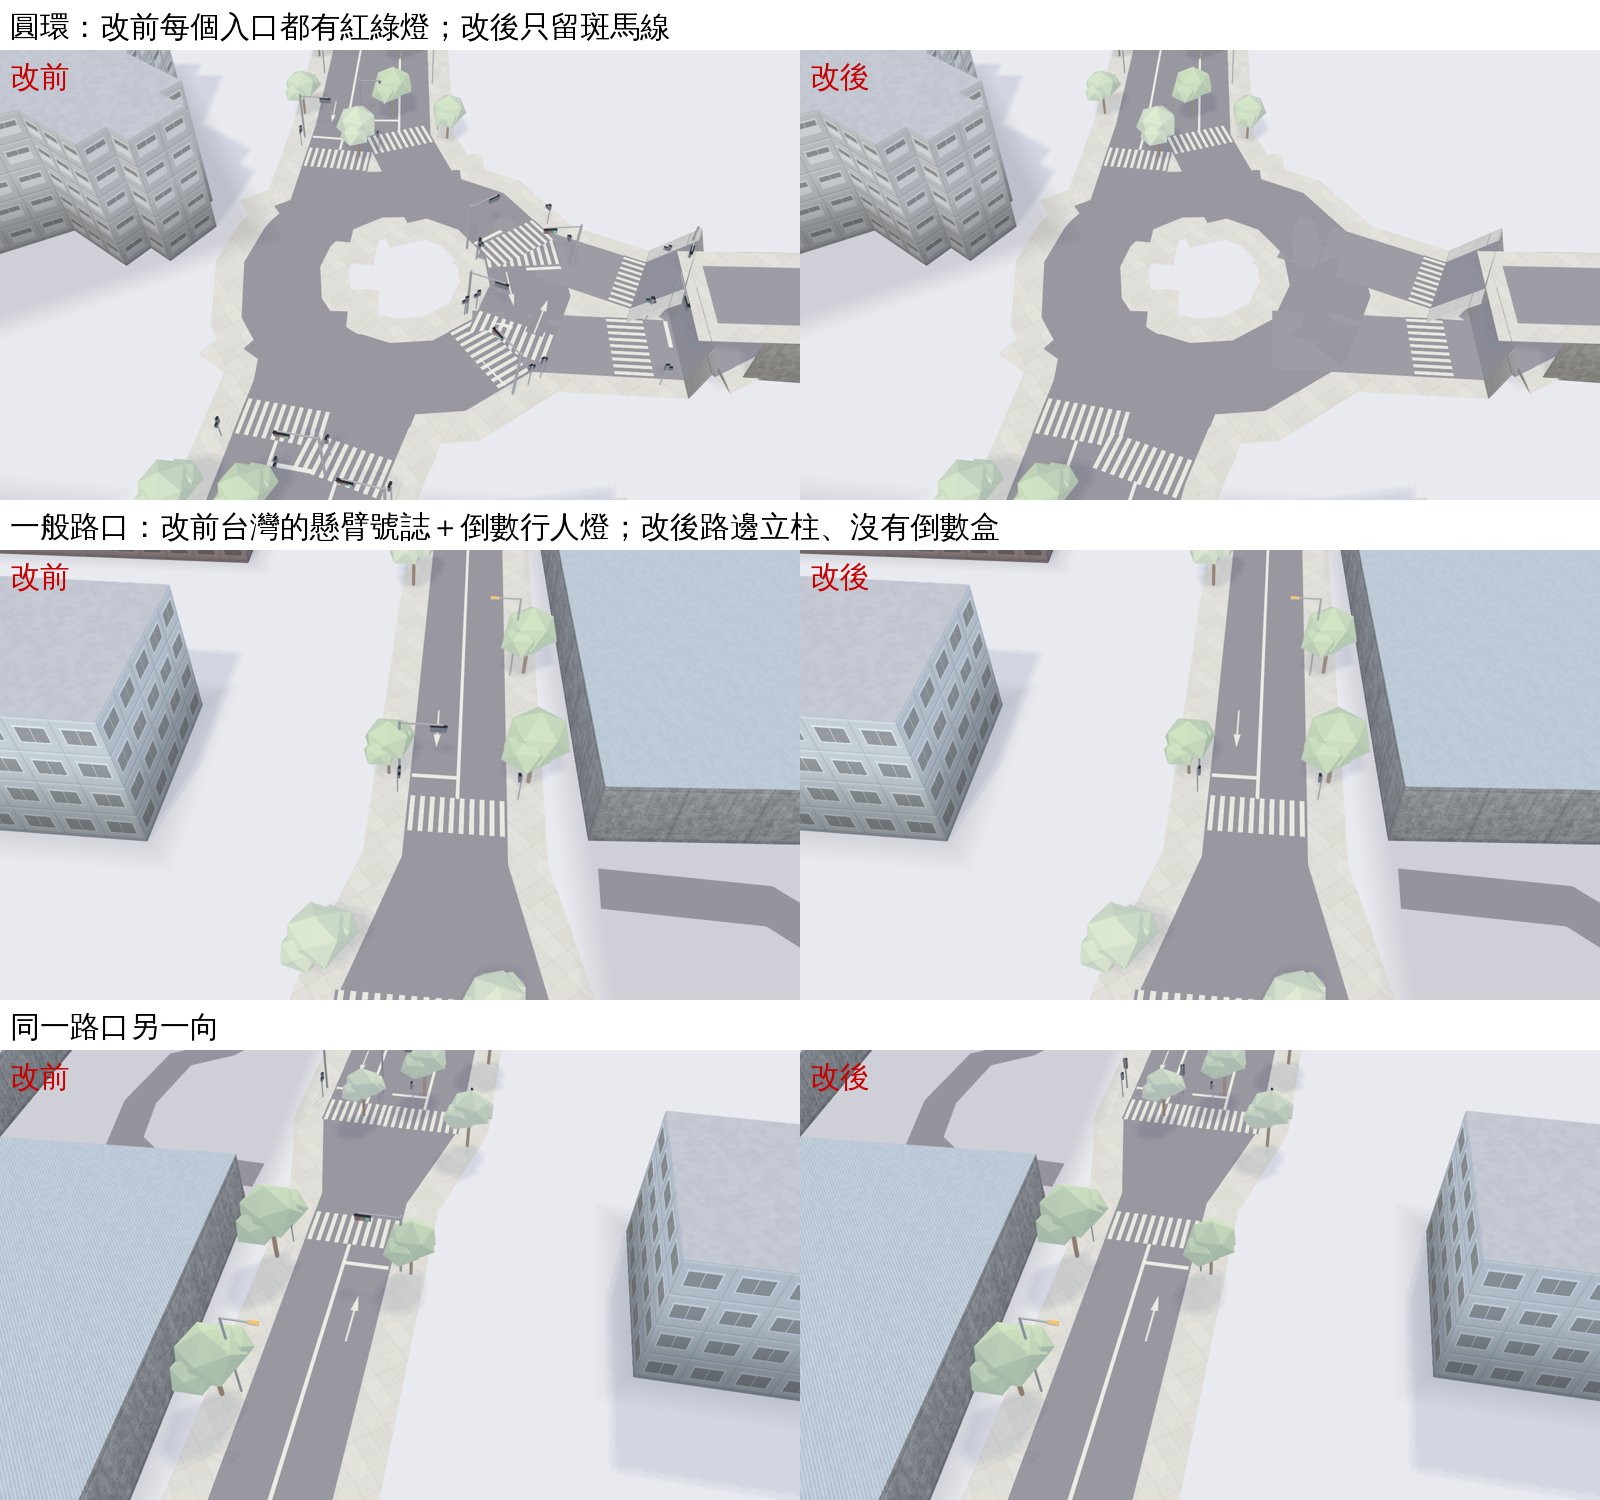 圓環：改前每個入口都有紅綠燈；改後只留斑馬線
改前
改後
一般路口：改前台灣的懸臂號誌＋倒數行人燈；改後路邊立柱、沒有倒數盒
改前
改後
同一路口另一向
改前
改後